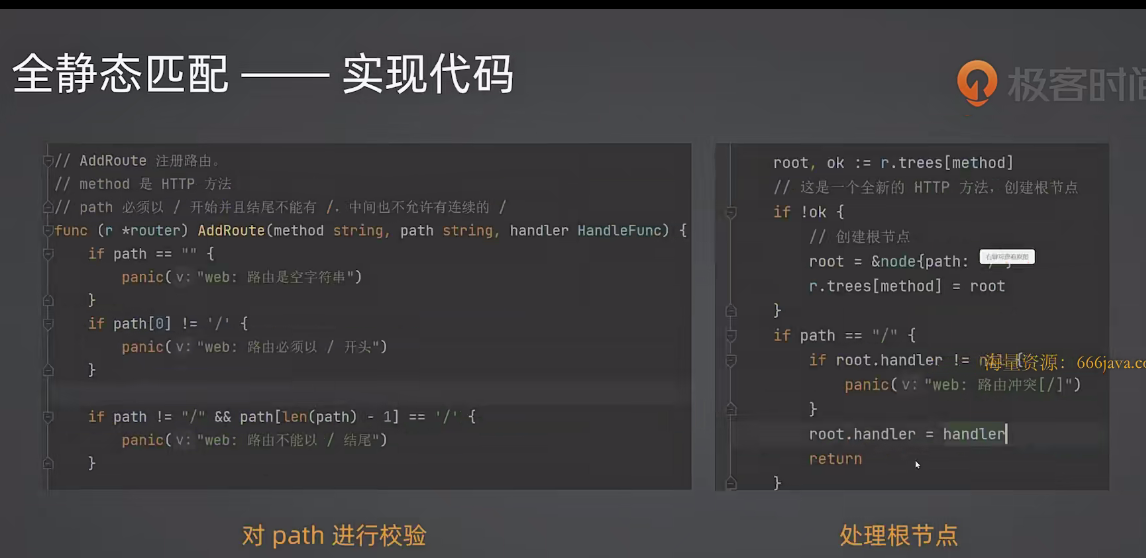 全静态匹配 —— 实现代码
极客时间
// AddRoute 注册路由。
// method 是 HTTP 方法
// path 必须以 / 开始并且结尾不能有 /，中间也不允许有连续的 /
func (r *router) AddRoute(method string, path string, handler HandleFunc) {
if path == "" {
panic( v: "web: 路由是空字符串")
}
if path[0] != '/' {
panic( v: "web: 路由必须以 / 开头")
}
if path != "/" && path[len(path) - 1] == '/' {
panic( v: "web: 路由不能以 / 结尾")
}
对 path 进行校验
root, ok := r.trees[method]
// 这是一个全新的 HTTP 方法，创建根节点
if !ok {
// 创建根节点
root = &node{path:
r.trees[method] = root
}
if path == "/" {
if root.handler != nil {
海量资源：666java.co
panic( v: "web: 路由冲突[/]")
}
root.handler = handler
return
}
处理根节点